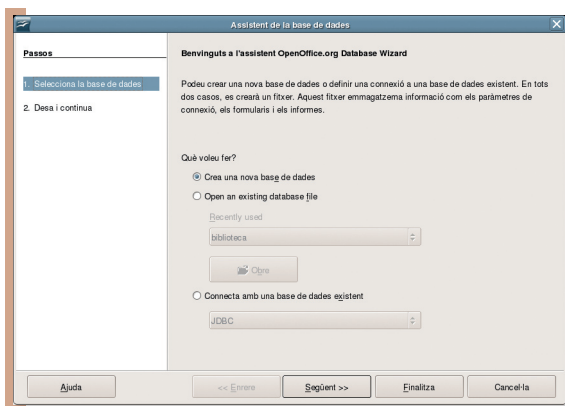 Assistent de la base de dades
Passos
1. Selecciona la base de dades
2. Desa i continua
Benvinguts a l'assistent OpenOffice.org Database Wizard
Podeu crear una nova base de dades o definir una connexió a una base de dades existent. En tots
dos casos, es crearà un fitxer. Aquest fitxer emmagatzema informació com els paràmetres de
connexió, els formularis i els informes.
Què voleu fer?
Crea una nova base de dades
Open an existing database file
Recently used
biblioteca
Obre
Connecta amb una base de dades existent
JDBC
Ajuda
<< Enrere
Següent >>
Finalitza
Cancel·la